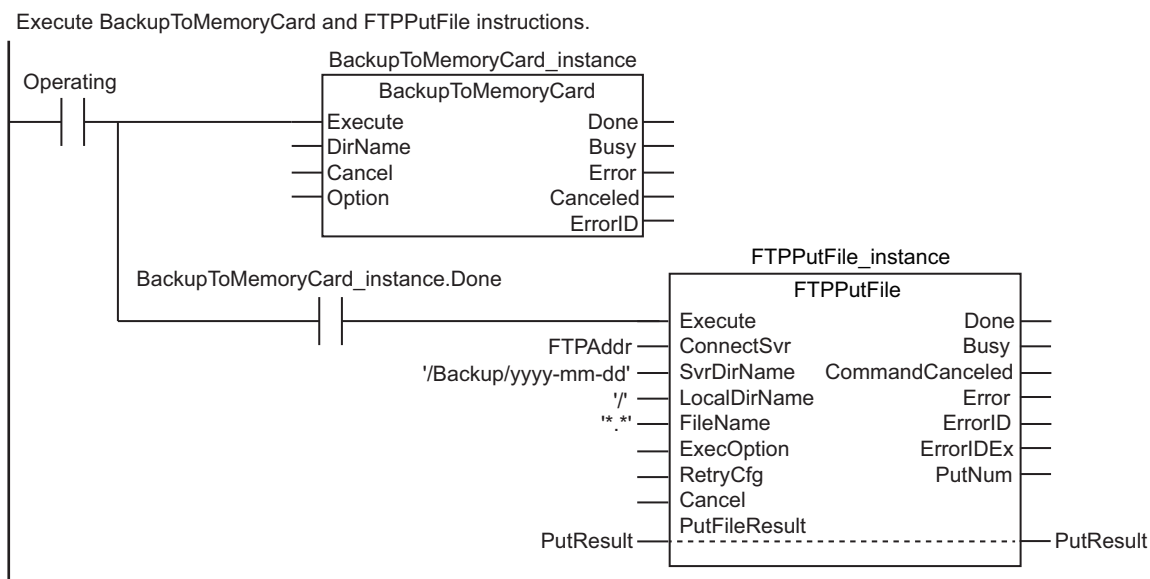 Execute BackupToMemoryCard and FTPPutFile instructions.
BackupToMemoryCard_instance
Operating
BackupToMemoryCard
Execute Done
DirName Busy
Cancel Error
Option Canceled
ErrorID
FTPPutFile_instance
BackupToMemoryCard_instance.Done
FTPPutFile
Execute Done
FTPAddr ConnectSvr Busy
'/Backup/yyyy-mm-dd' SvrDirName CommandCanceled
'/' LocalDirName Error
'*.*' FileName ErrorID
ExecOption ErrorIDEx
RetryCfg PutNum
Cancel
PutFileResult
PutResult PutResult